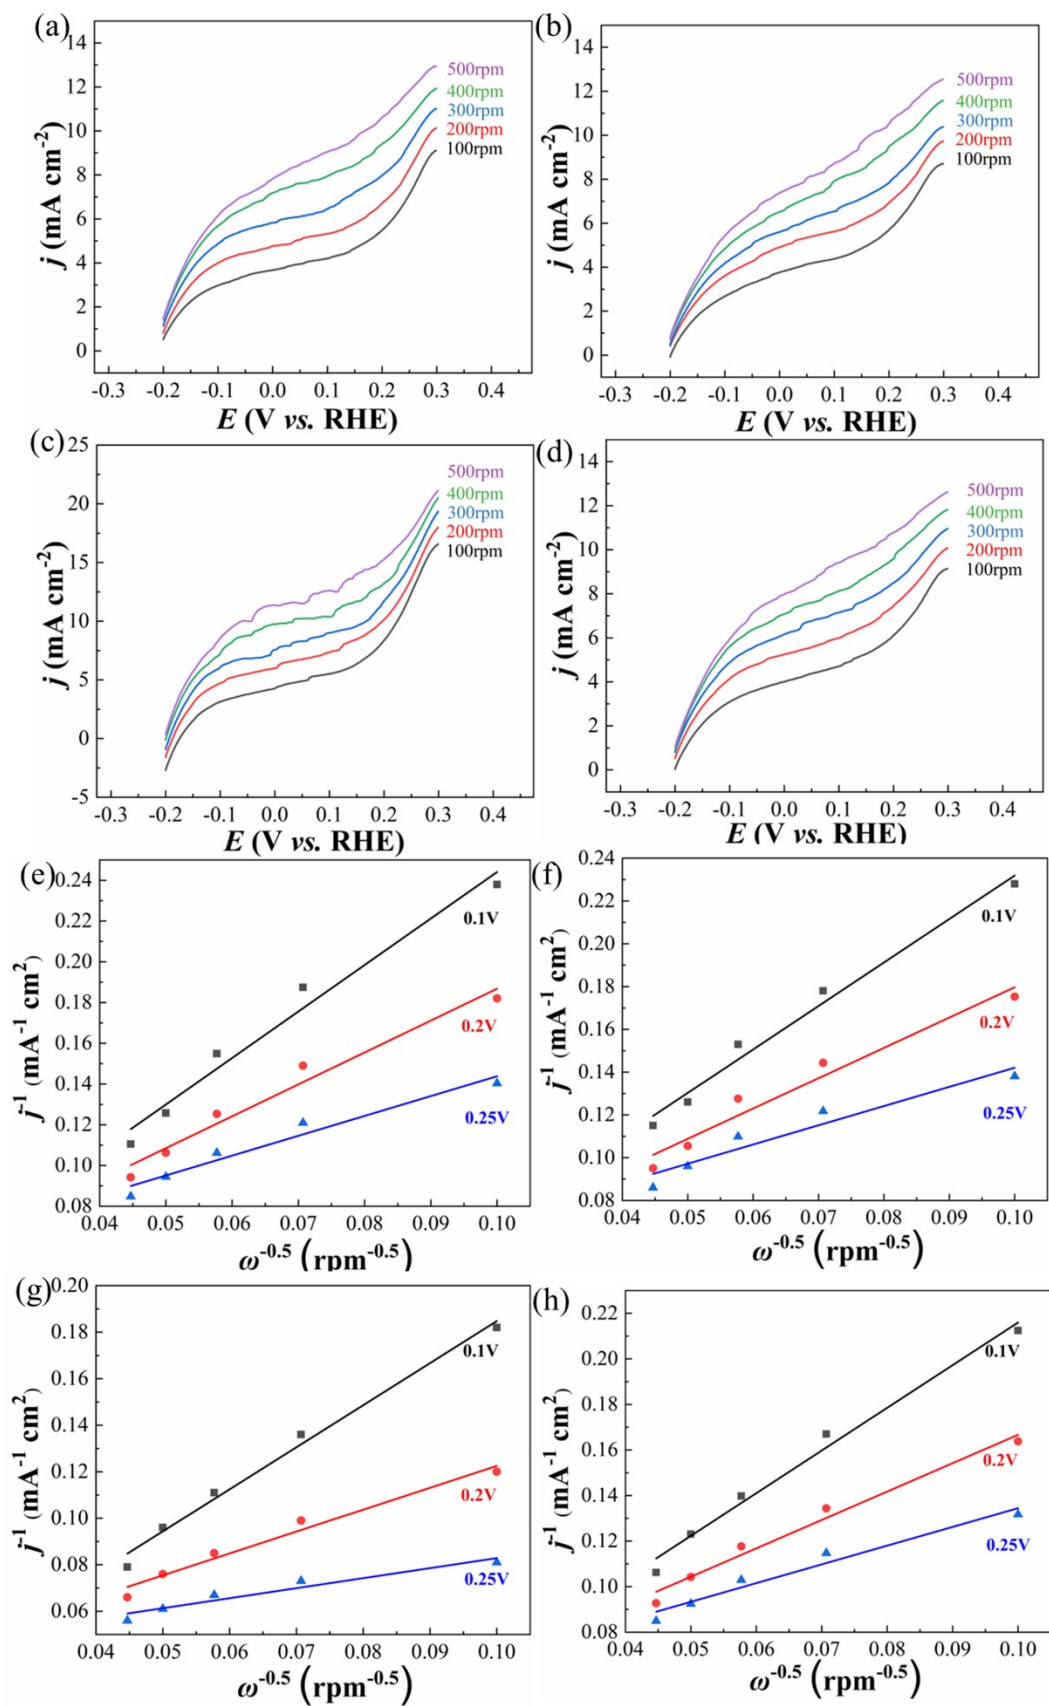 (a)
14
12
10
8
6
4
2
0
j (mA cm-2)
500rpm
400rpm
300rpm
200rpm
100rpm
-0.3 -0.2 -0.1 0.0 0.1 0.2 0.3 0.4
E (V vs. RHE)
(b)
14
12
10
8
6
4
2
0
j (mA cm-2)
500rpm
400rpm
300rpm
200rpm
100rpm
-0.3 -0.2 -0.1 0.0 0.1 0.2 0.3 0.4
E (V vs. RHE)
(c)
25
20
15
10
5
0
-5
j (mA cm-2)
500rpm
400rpm
300rpm
200rpm
100rpm
-0.3 -0.2 -0.1 0.0 0.1 0.2 0.3 0.4
E (V vs. RHE)
(d)
14
12
10
8
6
4
2
0
j (mA cm-2)
500rpm
400rpm
300rpm
200rpm
100rpm
-0.3 -0.2 -0.1 0.0 0.1 0.2 0.3 0.4
E (V vs. RHE)
(e)
0.24
0.22
0.20
0.18
0.16
0.14
0.12
0.10
0.08
j-1 (mA-1 cm2)
0.1V
0.2V
0.25V
0.04 0.05 0.06 0.07 0.08 0.09 0.10
ω-0.5 (rpm-0.5)
(f)
0.24
0.22
0.20
0.18
0.16
0.14
0.12
0.10
0.08
j-1 (mA-1 cm2)
0.1V
0.2V
0.25V
0.04 0.05 0.06 0.07 0.08 0.09 0.10
ω-0.5 (rpm-0.5)
(g)
0.20
0.18
0.16
0.14
0.12
0.10
0.08
0.06
j-1 (mA-1 cm2)
0.1V
0.2V
0.25V
0.04 0.05 0.06 0.07 0.08 0.09 0.10
ω-0.5 (rpm-0.5)
(h)
0.22
0.20
0.18
0.16
0.14
0.12
0.10
0.08
j-1 (mA-1 cm2)
0.1V
0.2V
0.25V
0.04 0.05 0.06 0.07 0.08 0.09 0.10
ω-0.5 (rpm-0.5)